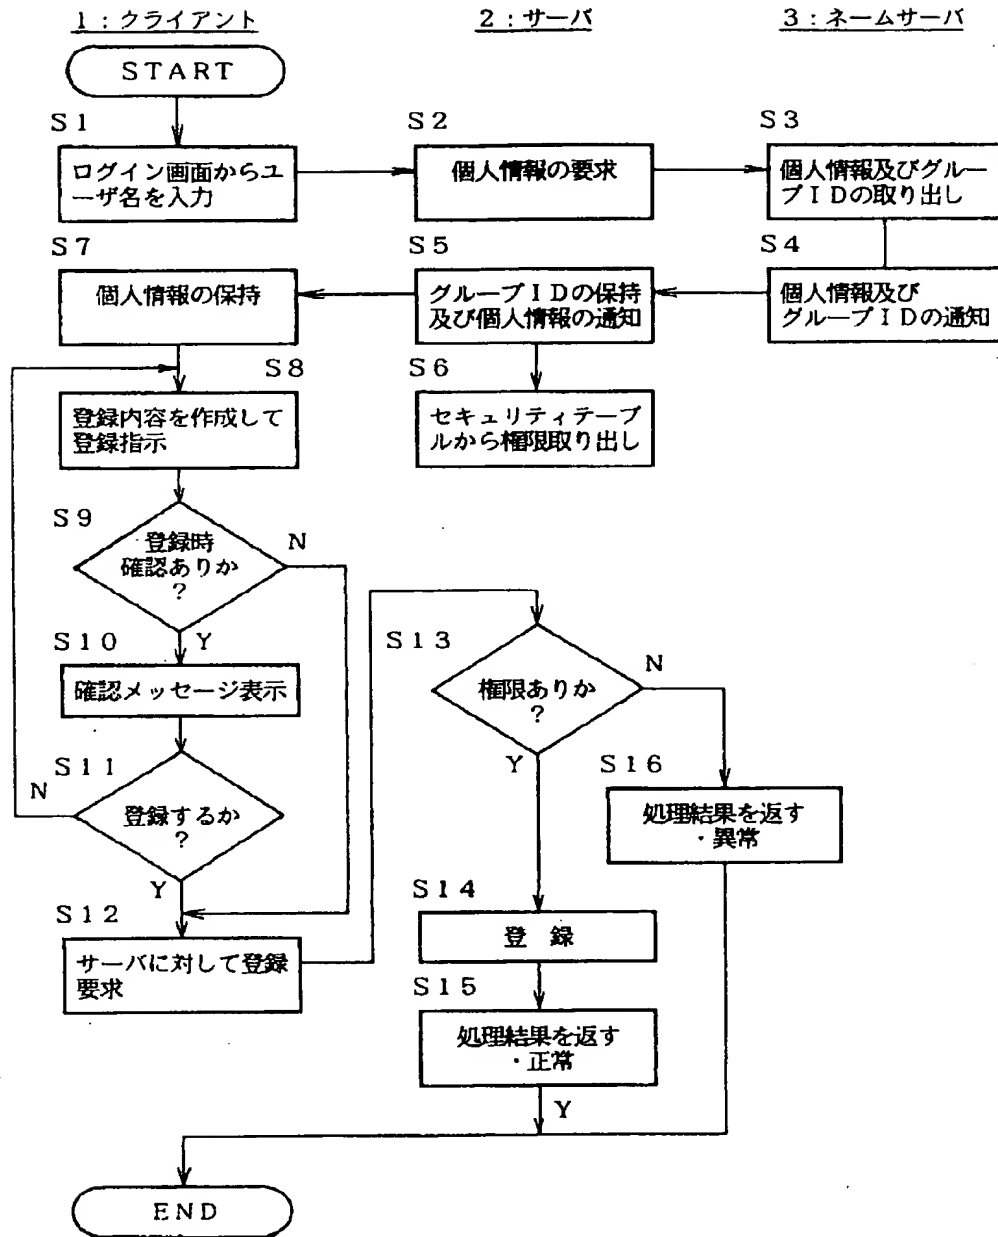 1：クライアント
2：サーバ
3：ネームサーバ
START
S1
ログイン画面からユ
ーザ名を入力
S2
個人情報の要求
S3
個人情報及びグルー
プIDの取り出し
S7
個人情報の保持
S5
グループIDの保持
及び個人情報の通知
S4
個人情報及び
グループIDの通知
S8
登録内容を作成して
登録指示
S6
セキュリティテーブ
ルから権限取り出し
S9
登録時
確認ありか
?
N
Y
S10
確認メッセージ表示
S11
登録するか
?
N
Y
S12
サーバに対して登録
要求
S13
権限ありか
?
N
Y
S16
処理結果を返す
・異常
S14
登 録
S15
処理結果を返す
・正常
Y
END